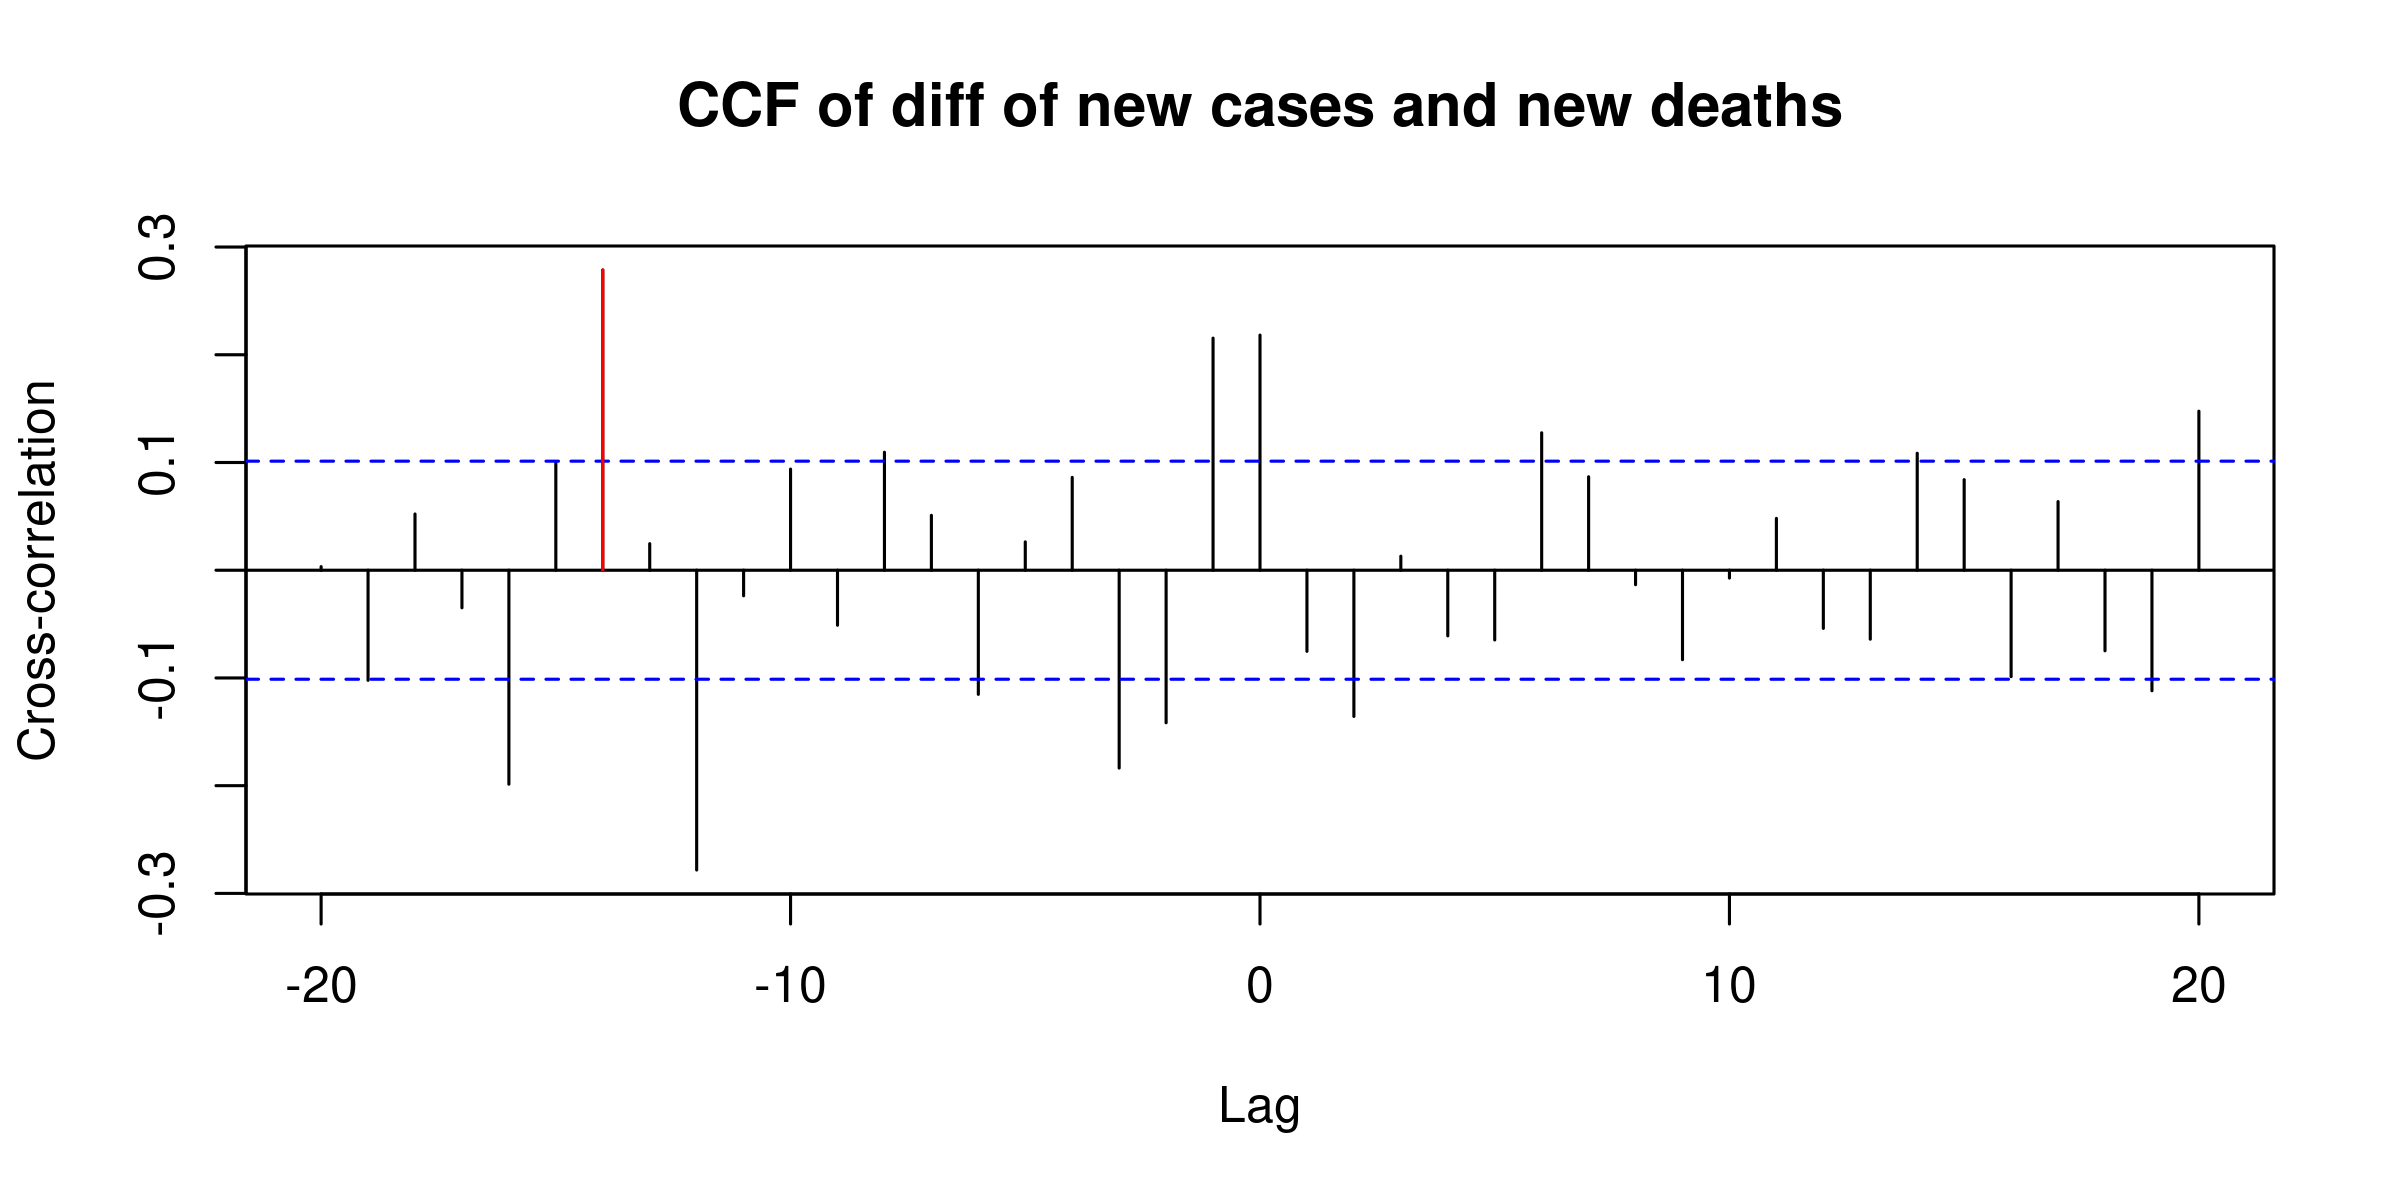 CCF of diff of new cases and new deaths
Cross-correlation
0.3
0.1
-0.1
-0.3
-20 -10 0 10 20
Lag